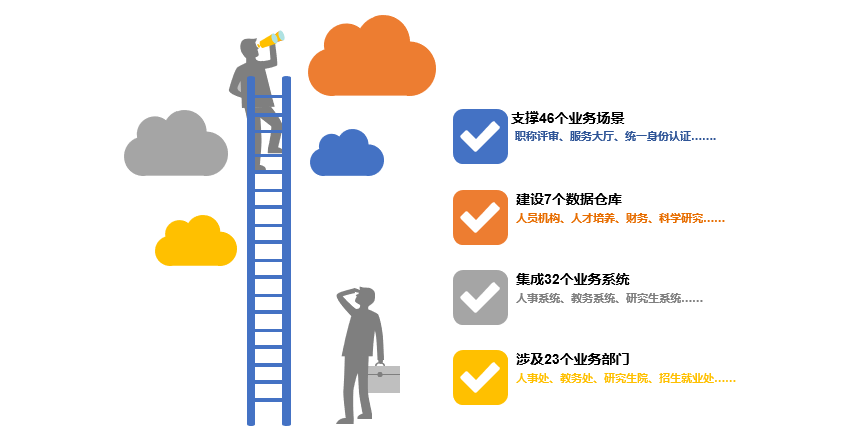 支撑46个业务场景
职称评审、服务大厅、统一身份认证.......
建设7个数据仓库
人员机构、人才培养、财务、科学研究......
集成32个业务系统
人事系统、教务系统、研究生系统......
涉及23个业务部门
人事处、教务处、研究生院、招生就业处......